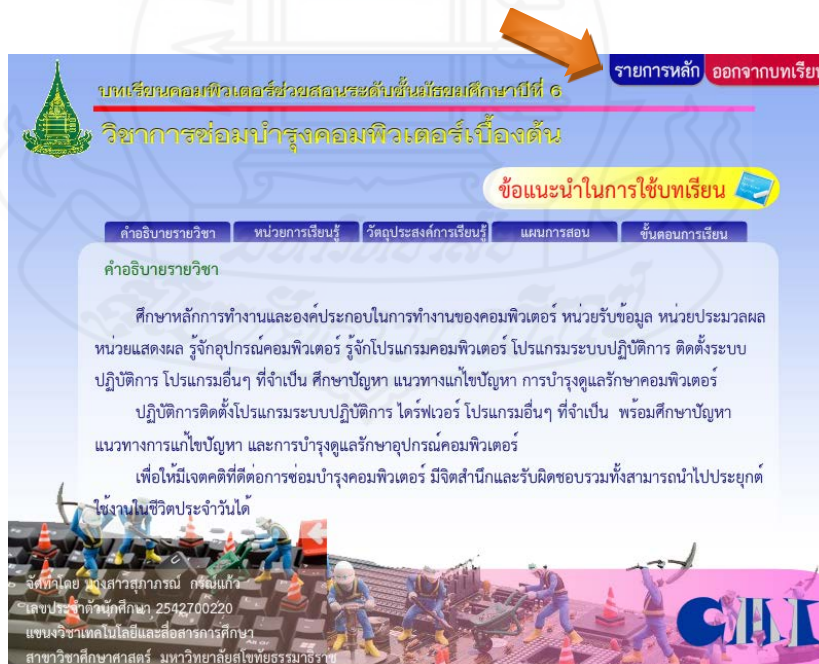 รายการหลัก ออกจากบทเรียน
บทเรียนคอมพิวเตอร์ช่วยสอนระดับชั้นมัธยมศึกษาปีที่ 6
วิชาการซ่อมบำรุงคอมพิวเตอร์เบื้องต้น
ข้อแนะนำในการใช้บทเรียน
คำอธิบายรายวิชา หน่วยการเรียนรู้ วัตถุประสงค์การเรียนรู้ แผนการสอน ขั้นตอนการเรียน
คำอธิบายรายวิชา
ศึกษาหลักการทำงานและองค์ประกอบในการทำงานของคอมพิวเตอร์ หน่วยรับข้อมูล หน่วยประมวลผล
หน่วยแสดงผล รู้จักอุปกรณ์คอมพิวเตอร์ รู้จักโปรแกรมคอมพิวเตอร์ โปรแกรมระบบปฏิบัติการ ติดตั้งระบบ
ปฏิบัติการ โปรแกรมอื่นๆ ที่จำเป็น ศึกษาปัญหา แนวทางแก้ไขปัญหา การบำรุงดูแลรักษาคอมพิวเตอร์
ปฏิบัติการติดตั้งโปรแกรมระบบปฏิบัติการ ไดร์ฟเวอร์ โปรแกรมอื่นๆ ที่จำเป็น พร้อมศึกษาปัญหา
แนวทางการแก้ไขปัญหา และการบำรุงดูแลรักษาอุปกรณ์คอมพิวเตอร์
เพื่อให้มีเจตคติที่ดีต่อการซ่อมบำรุงคอมพิวเตอร์ มีจิตสำนึกและรับผิดชอบรวมทั้งสามารถนำไปประยุกต์
ใช้งานในชีวิตประจำวันได้
จัดทำโดย นางสาวสุภาภรณ์ กรัณแก้ว
เลขประจำตัวนักศึกษา 2542700220
แขนงวิชาเทคโนโลยีและสื่อสารการศึกษา
สาขาวิชาศึกษาศาสตร์ มหาวิทยาลัยสุโขทัยธรรมาธิราช
CAI